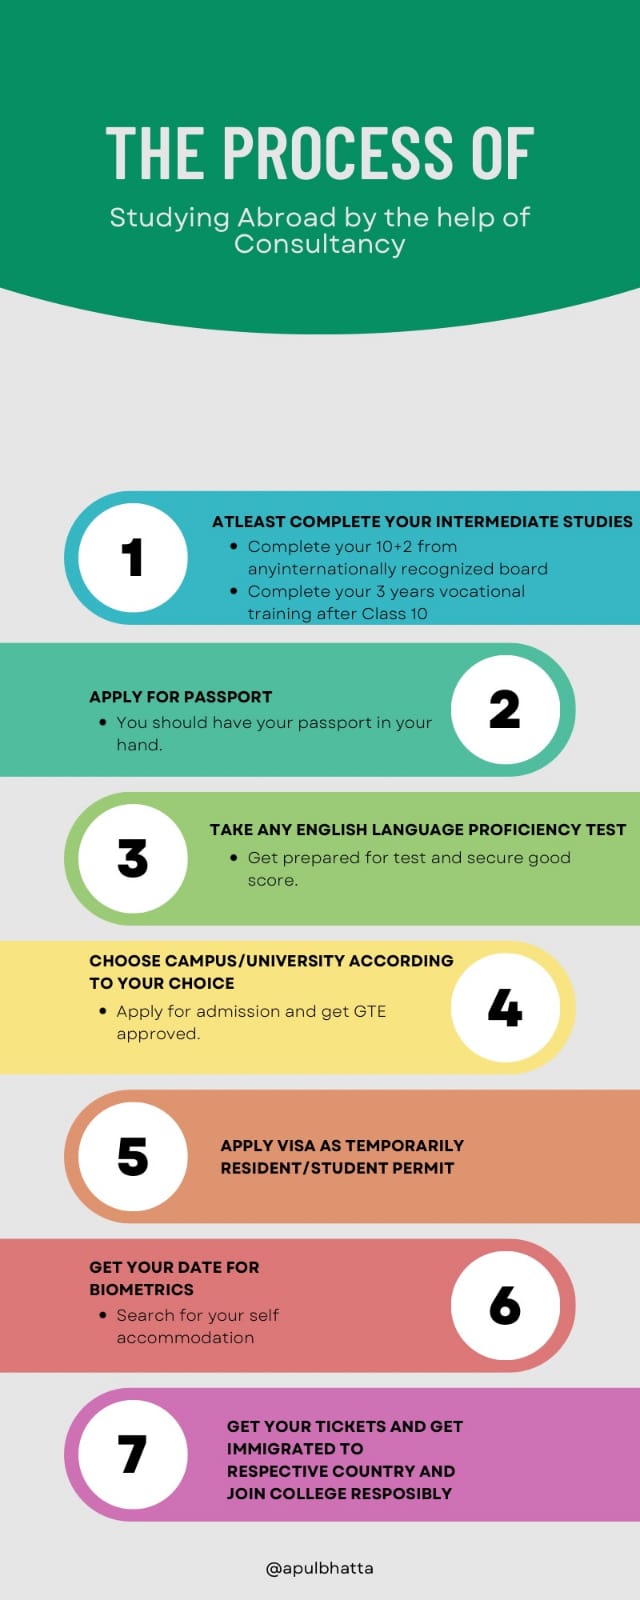 THE PROCESS OF
Studying Abroad by the help of
Consultancy
1
ATLEAST COMPLETE YOUR INTERMEDIATE STUDIES
• Complete your 10+2 from
anyinternationally recognized board
• Complete your 3 years vocational
training after Class 10
2
APPLY FOR PASSPORT
• You should have your passport in your
hand.
3
TAKE ANY ENGLISH LANGUAGE PROFICIENCY TEST
• Get prepared for test and secure good
score.
4
CHOOSE CAMPUS/UNIVERSITY ACCORDING
TO YOUR CHOICE
• Apply for admission and get GTE
approved.
5
APPLY VISA AS TEMPORARILY
RESIDENT/STUDENT PERMIT
6
GET YOUR DATE FOR
BIOMETRICS
• Search for your self
accommodation
7
GET YOUR TICKETS AND GET
IMMIGRATED TO
RESPECTIVE COUNTRY AND
JOIN COLLEGE RESPOSIBLY
@apulbhatta